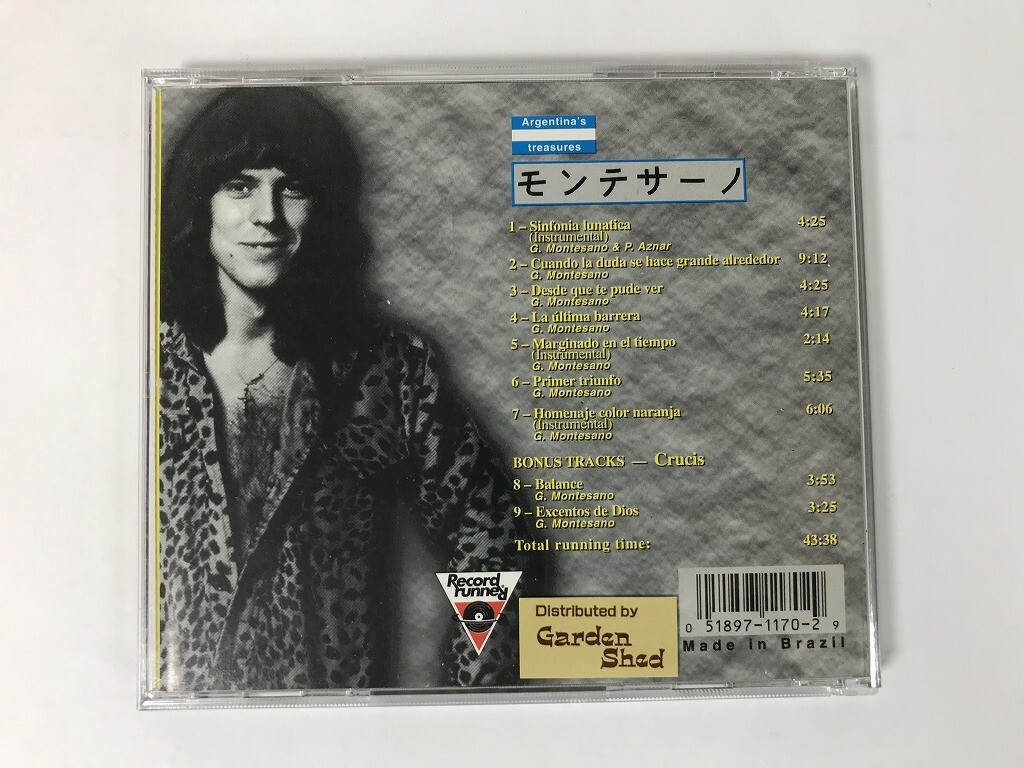 Argentina's
treasures
モンテサーノ
1 – Sinfonia lunatica 4:25
(Instrumental)
G. Montesano & P. Aznar
2 – Cuando la duda se hace grande alrededor 9:12
G. Montesano
3 – Desde que te pude ver 4:25
G. Montesano
4 – La última barrera 4:17
G. Montesano
5 – Marginado en el tiempo 2:14
(Instrumental)
G. Montesano
6 – Primer triunfo 5:35
G. Montesano
7 – Homenaje color naranja 6:06
(Instrumental)
G. Montesano
BONUS TRACKS — Crucis
8 – Balance 3:53
G. Montesano
9 – Excentos de Dios 3:25
G. Montesano
Total running time: 43:38
Record
runner
Distributed by
Garden
Shed
0 51897-1170-2 9
Made in Brazil